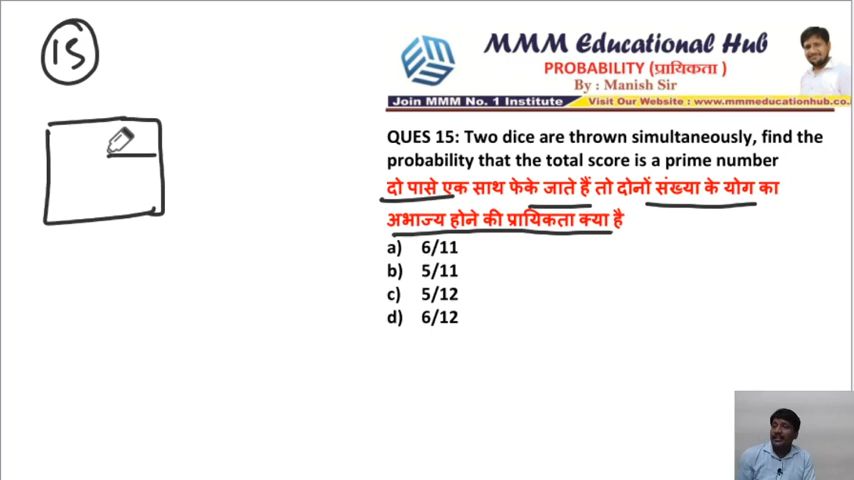 15
MMM Educational Hub
PROBABILITY (प्रायिकता )
By : Manish Sir
Join MMM No. 1 Institute
Visit Our Website : www.mmmeducationhub.co.i
QUES 15: Two dice are thrown simultaneously, find the
probability that the total score is a prime number
दो पासे एक साथ फेके जाते हैं तो दोनों संख्या के योग का
अभाज्य होने की प्रायिकता क्या है
a) 6/11
b) 5/11
c) 5/12
d) 6/12